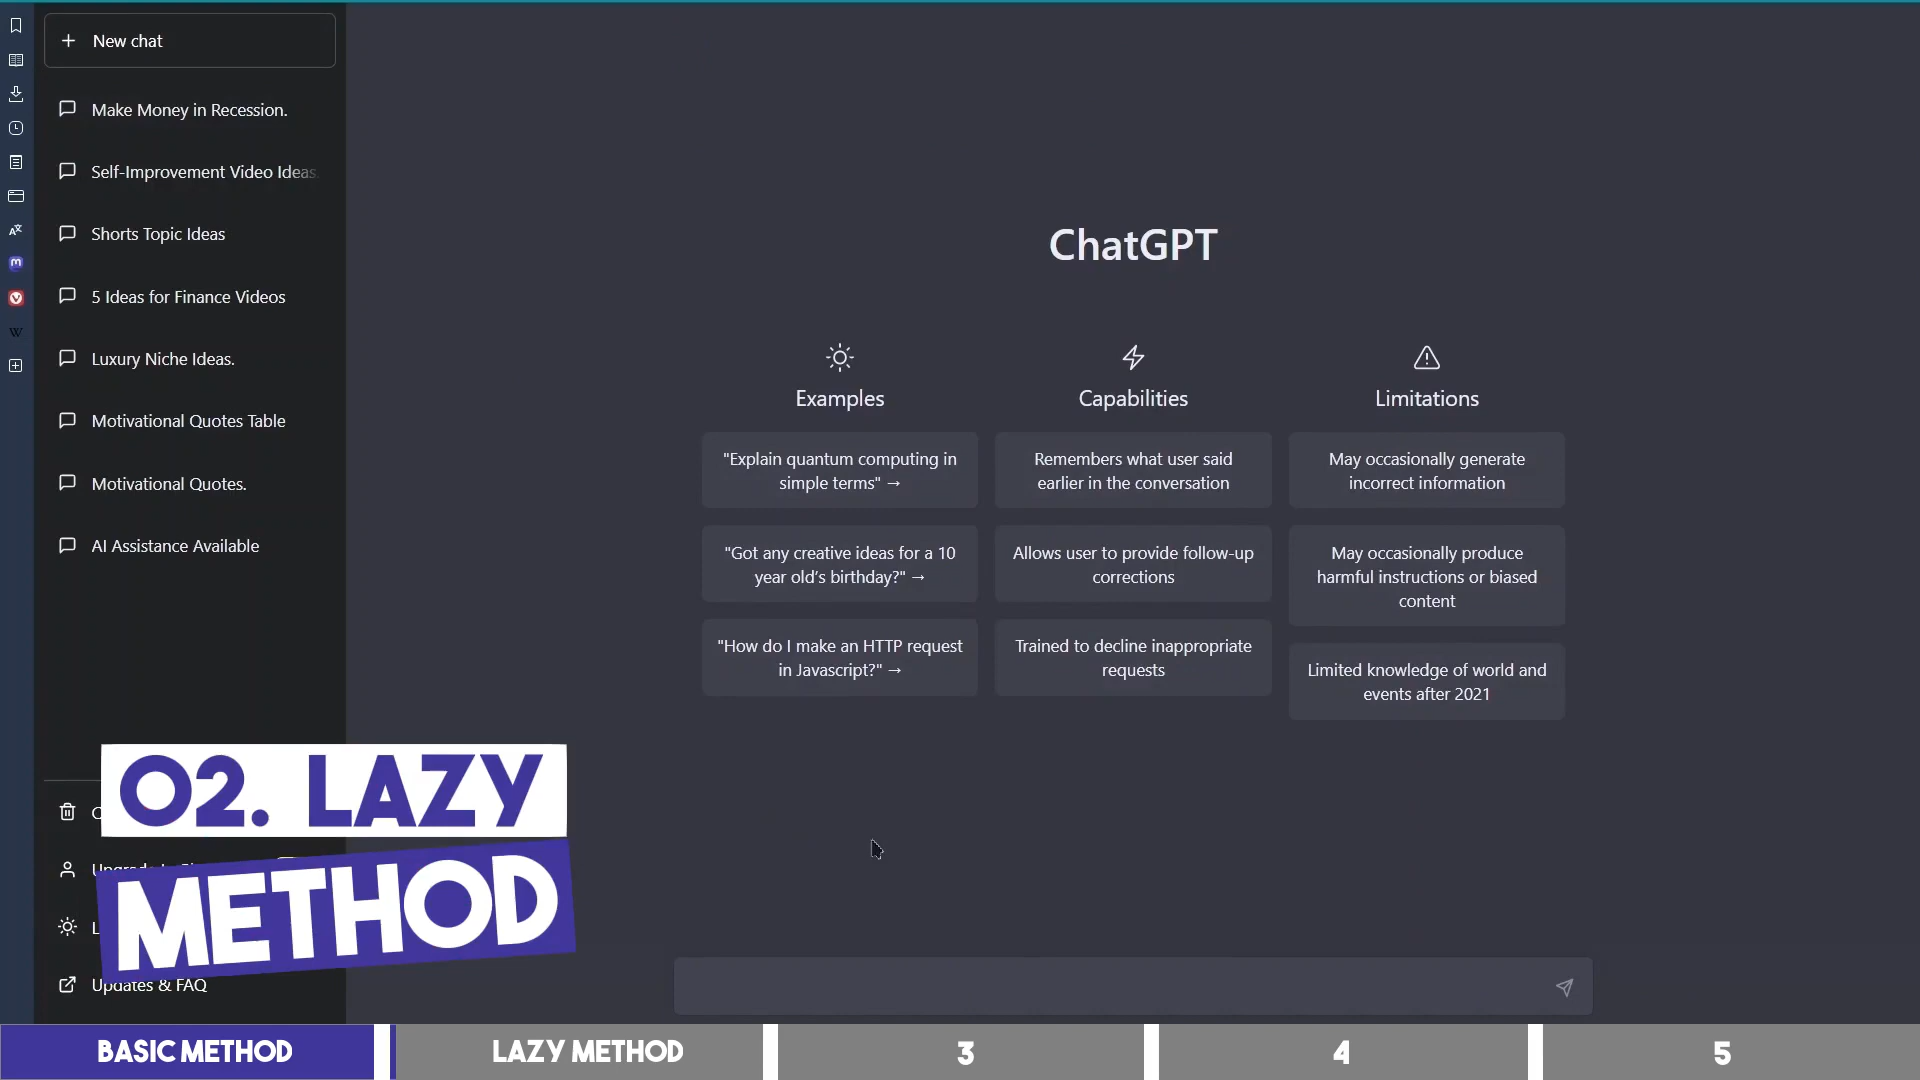 New chat
Make Money in Recession.
Self-Improvement Video Ideas
Shorts Topic Ideas
5 Ideas for Finance Videos
Luxury Niche Ideas.
Motivational Quotes Table
Motivational Quotes.
AI Assistance Available
Updates & FAQ
ChatGPT
Examples
"Explain quantum computing in
simple terms" →
"Got any creative ideas for a 10
year old's birthday?" →
"How do I make an HTTP request
in Javascript?" →
Capabilities
Remembers what user said
earlier in the conversation
Allows user to provide follow-up
corrections
Trained to decline inappropriate
requests
Limitations
May occasionally generate
incorrect information
May occasionally produce
harmful instructions or biased
content
Limited knowledge of world and
events after 2021
02. LAZY
METHOD
BASIC METHOD
LAZY METHOD
3
4
5